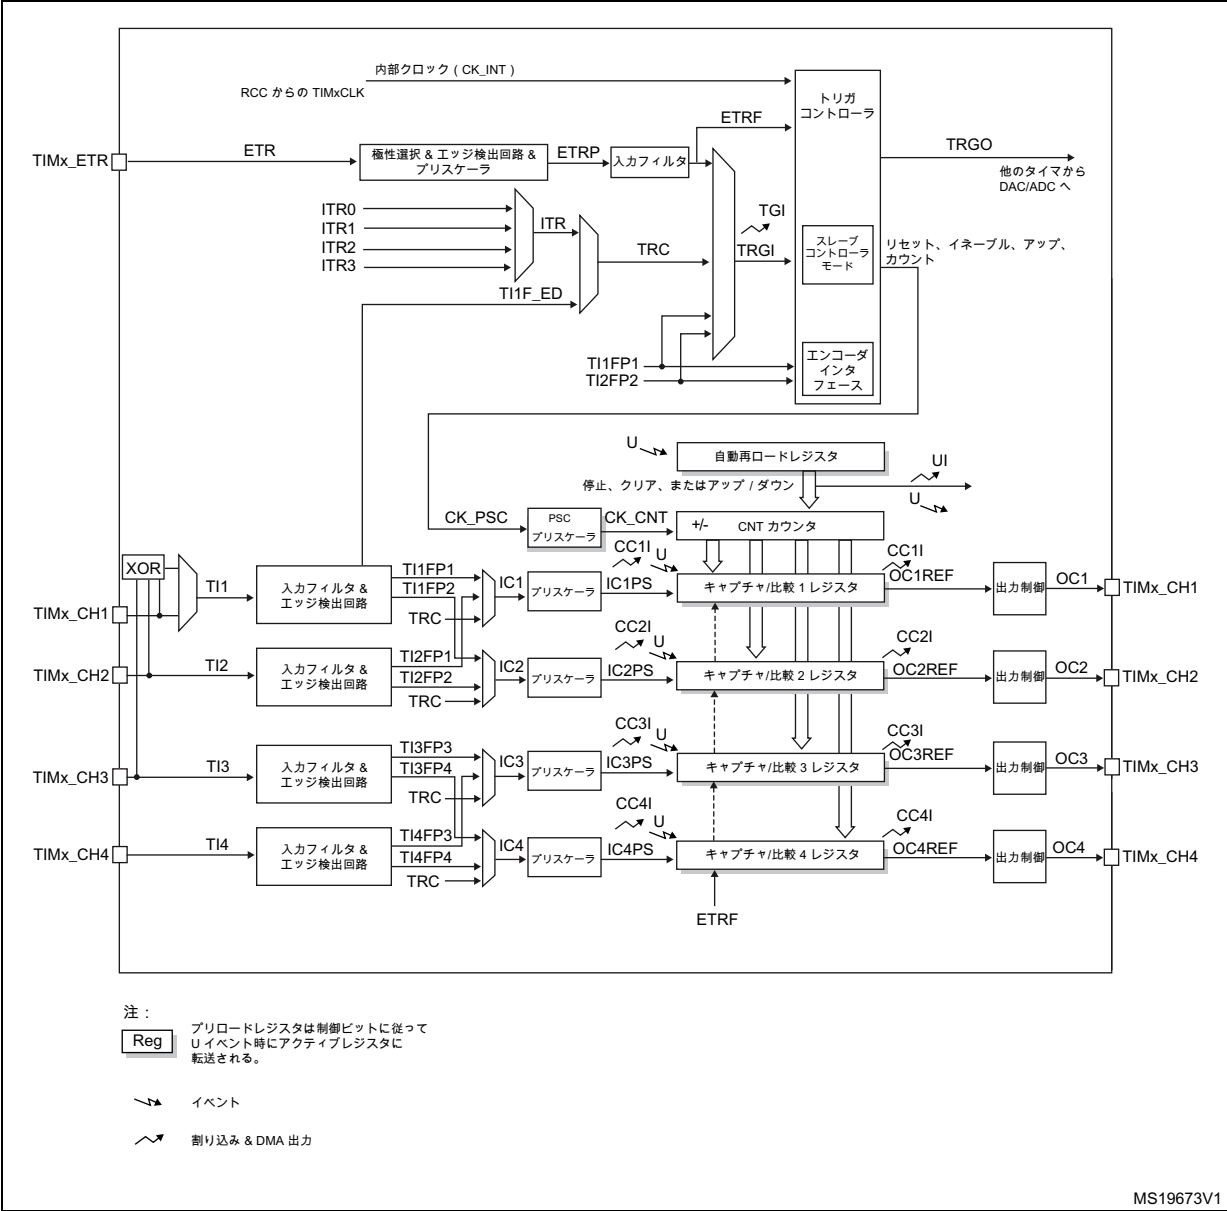 内部クロック ( CK_INT )
RCC からの TIMxCLK
トリガ
コントローラ
ETRF
TIMx_ETR
ETR
極性選択 & エッジ検出回路 &
プリスケーラ
ETRP
入力フィルタ
TRGO
他のタイマから
DAC/ADC へ
ITR0
ITR1
ITR2
ITR3
ITR
TRC
TGI
TRGI
スレーブ
コントローラ
モード
リセット、イネーブル、アップ、
カウント
TI1F_ED
TI1FP1
TI2FP2
エンコーダ
インタ
フェース
U
自動再ロードレジスタ
UI
停止、クリア、またはアップ / ダウン
U
CK_PSC
PSC
プリスケーラ
CK_CNT
+/-
CNT カウンタ
XOR
TI1
TIMx_CH1
入力フィルタ &
エッジ検出回路
TI1FP1
TI1FP2
TRC
IC1
プリスケーラ
IC1PS
CC1I
U
キャプチャ/比較 1 レジスタ
CC1I
OC1REF
出力制御
OC1
TIMx_CH1
TIMx_CH2
TI2
入力フィルタ &
エッジ検出回路
TI2FP1
TI2FP2
TRC
IC2
プリスケーラ
IC2PS
CC2I
U
キャプチャ/比較 2 レジスタ
CC2I
OC2REF
出力制御
OC2
TIMx_CH2
TIMx_CH3
TI3
入力フィルタ &
エッジ検出回路
TI3FP3
TI3FP4
TRC
IC3
プリスケーラ
IC3PS
CC3I
U
キャプチャ/比較 3 レジスタ
CC3I
OC3REF
出力制御
OC3
TIMx_CH3
TIMx_CH4
TI4
入力フィルタ &
エッジ検出回路
TI4FP3
TI4FP4
TRC
IC4
プリスケーラ
IC4PS
CC4I
U
キャプチャ/比較 4 レジスタ
CC4I
OC4REF
出力制御
OC4
TIMx_CH4
ETRF
注 :
Reg
プリロードレジスタは制御ビットに従って
U イベント時にアクティブレジスタに
転送される。
イベント
割り込み & DMA 出力
MS19673V1